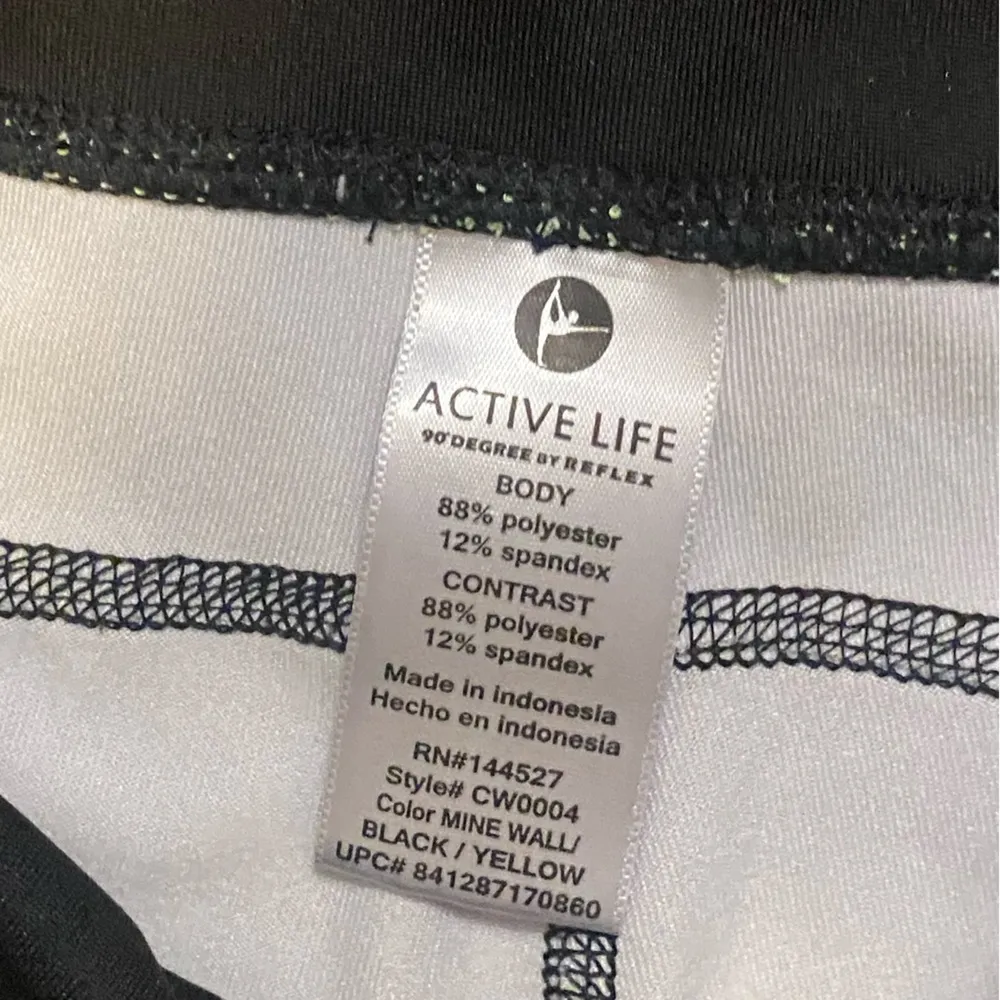 ACTIVE LIFE
90°DEGREE BY REFLEX
BODY
88% polyester
12% spandex
CONTRAST
88% polyester
12% spandex
Made in indonesia
Hecho en indonesia
RN#144527
Style# CW0004
Color MINE WALL/
BLACK / YELLOW
UPC# 841287170860